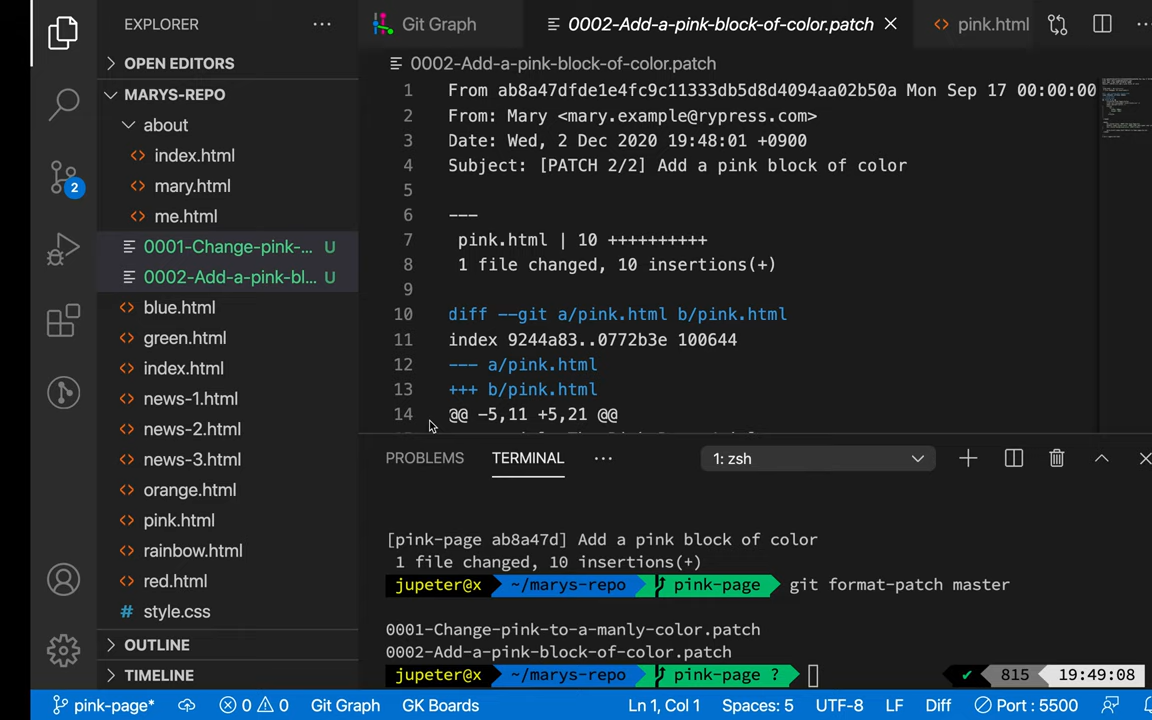 EXPLORER
OPEN EDITORS
MARYS-REPO
about
index.html
mary.html
me.html
0001-Change-pink-... U
0002-Add-a-pink-bl... U
blue.html
green.html
index.html
news-1.html
news-2.html
news-3.html
orange.html
pink.html
rainbow.html
red.html
# style.css
OUTLINE
TIMELINE
2
Git Graph
0002-Add-a-pink-block-of-color.patch
pink.html
0002-Add-a-pink-block-of-color.patch
1 From ab8a47dfde1e4fc9c11333db5d8d4094aa02b50a Mon Sep 17 00:00:00
2 From: Mary <mary.example@rypress.com>
3 Date: Wed, 2 Dec 2020 19:48:01 +0900
4 Subject: [PATCH 2/2] Add a pink block of color
5
6 ---
7 pink.html | 10 ++++++++++
8 1 file changed, 10 insertions(+)
9
10 diff --git a/pink.html b/pink.html
11 index 9244a83..0772b3e 100644
12 --- a/pink.html
13 +++ b/pink.html
14 @@ -5,11 +5,21 @@
PROBLEMS TERMINAL ... 1: zsh
[pink-page ab8a47d] Add a pink block of color
1 file changed, 10 insertions(+)
jupeter@x ~/marys-repo pink-page git format-patch master
0001-Change-pink-to-a-manly-color.patch
0002-Add-a-pink-block-of-color.patch
jupeter@x ~/marys-repo pink-page ? ✔ 815 19:49:08
pink-page* 0 0 Git Graph GK Boards Ln 1, Col 1 Spaces: 5 UTF-8 LF Diff Port : 5500